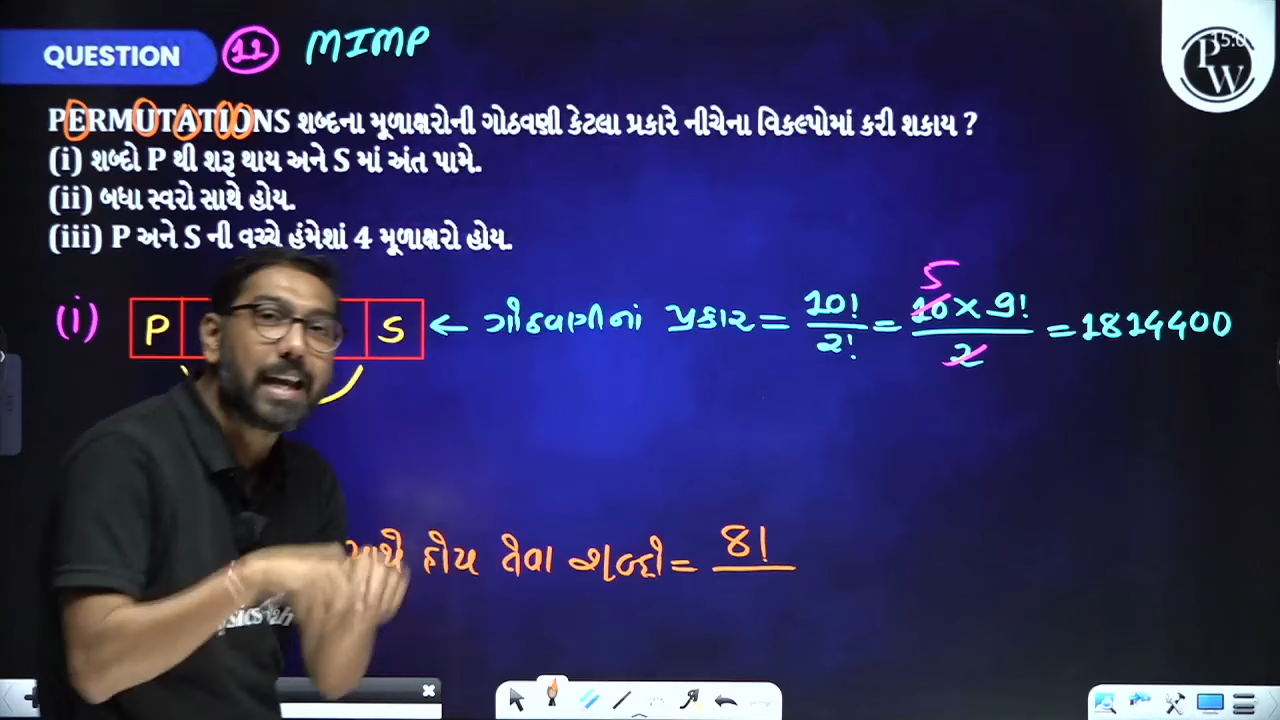 QUESTION 11 MIMP
PERMUTATIONS શબ્દના મૂળાક્ષરોની ગોઠવણી કેટલા પ્રકારે નીચેના વિકલ્પોમાં કરી શકાય ?
(i) શબ્દો P થી શરૂ થાય અને S માં અંત પામે.
(ii) બધા સ્વરો સાથે હોય.
(iii) P અને S ની વચ્ચે હંમેશાં 4 મૂળાક્ષરો હોય.
(i) P S ← ગોઠવણીનાં પ્રકાર = 10!/2! = 5 10 x 9!/2 = 1814400
હોય તેવા શબ્દો = 8!
PW